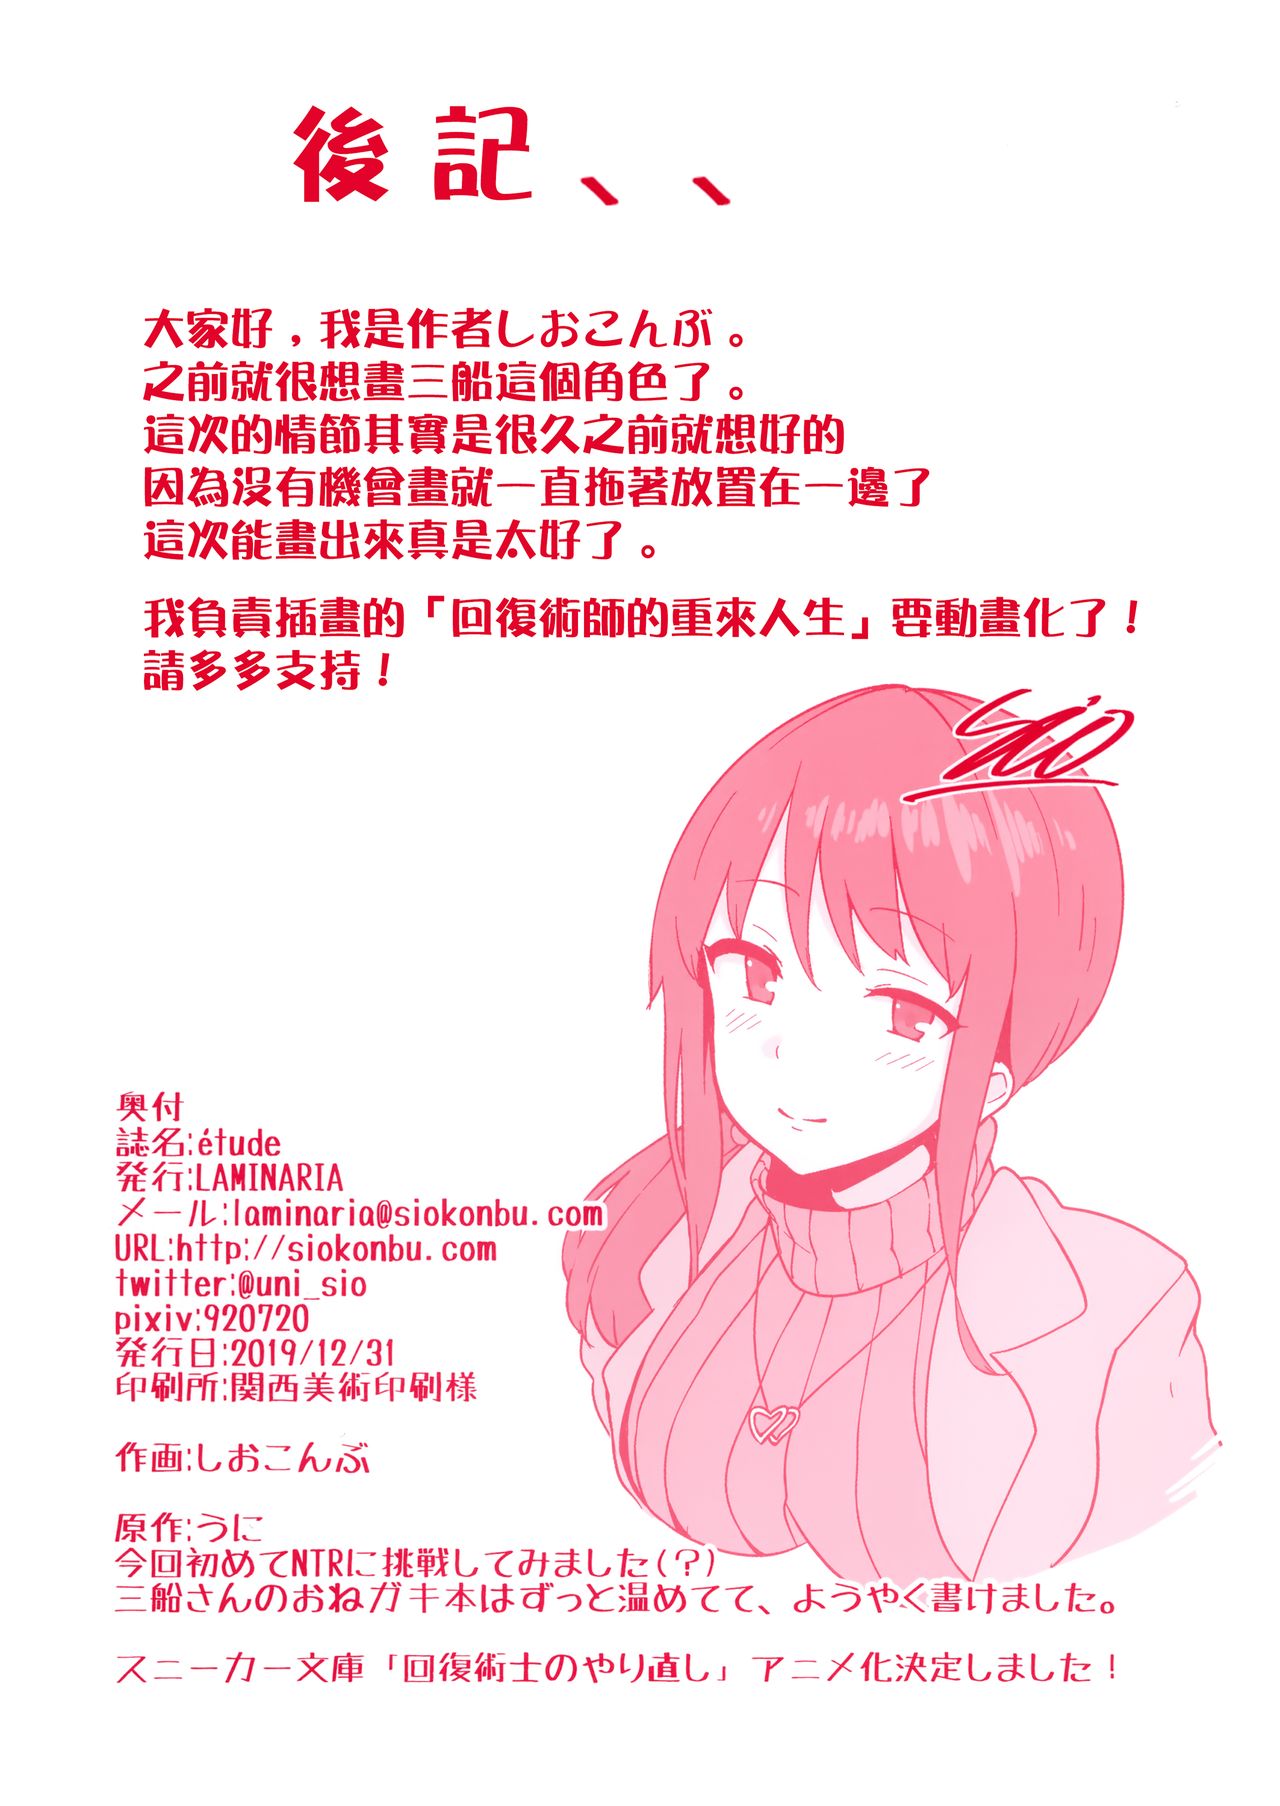 後記、、
大家好，我是作者しおこんぶ。
之前就很想畫三船這個角色了。
這次的情節其實是很久之前就想好的
因為沒有機會畫就一直拖著放置在一邊了
這次能畫出來真是太好了。
我負責插畫的「回復術師的重來人生」要動畫化了！
請多多支持！
Sio
奥付
誌名:étude
発行:LAMINARIA
メール:laminaria@siokonbu.com
URL:http://siokonbu.com
twitter:@uni_sio
pixiv:920720
発行日:2019/12/31
印刷所:関西美術印刷様
作画:しおこんぶ
原作:うに
今回初めてNTRに挑戦してみました(?)
三船さんのおねガキ本はずっと温めてて、ようやく書けました。
スニーカー文庫「回復術士のやり直し」アニメ化決定しました！